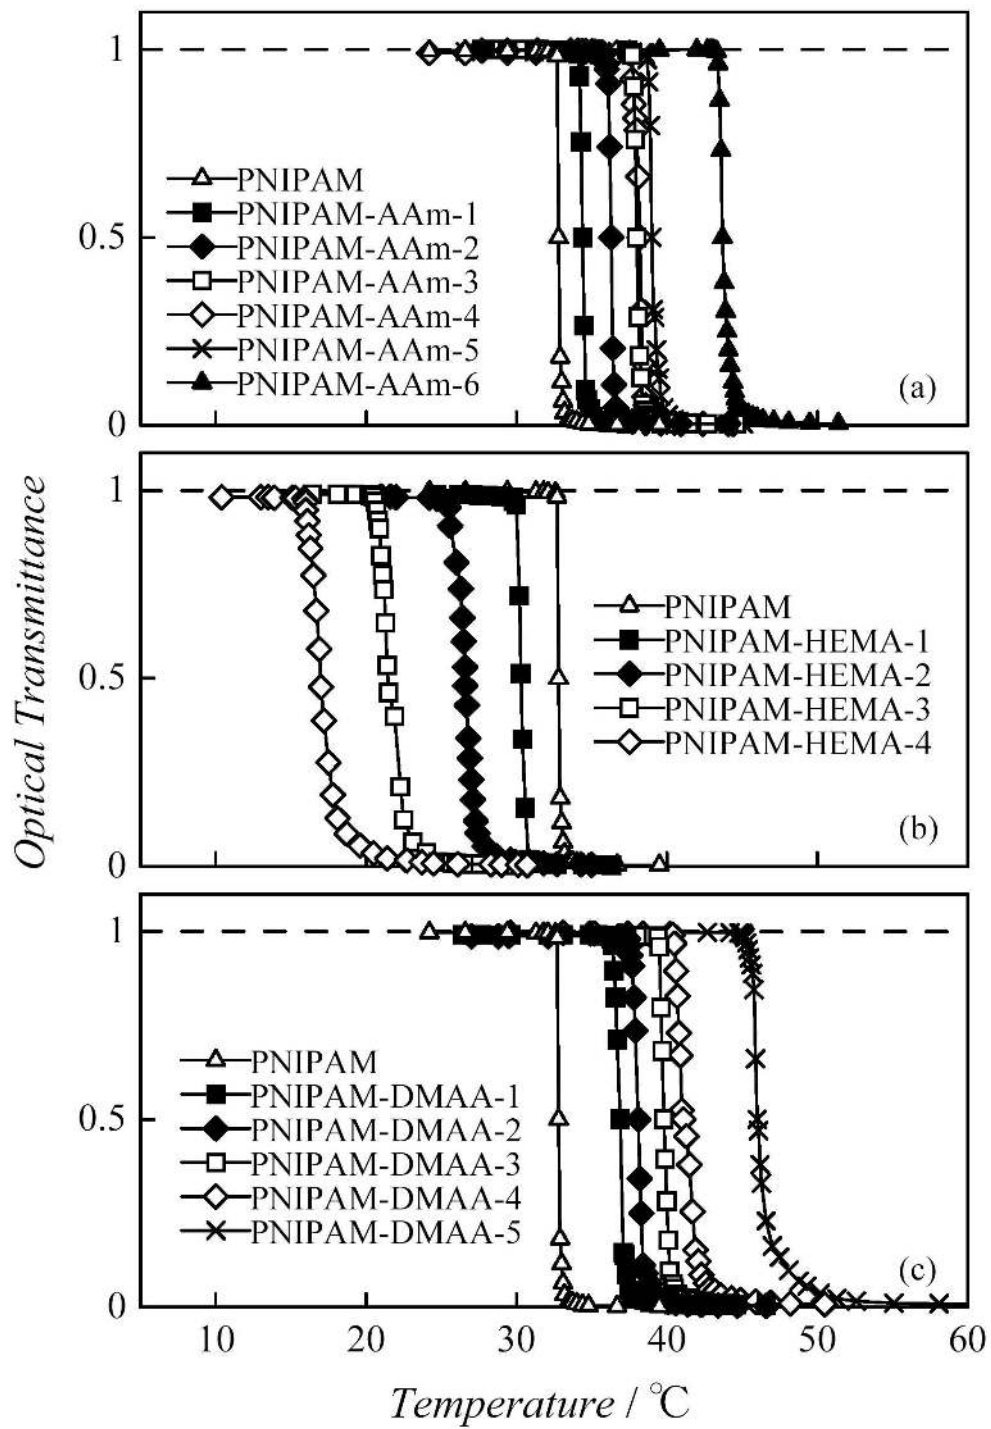 1
PNIPAM
PNIPAM-AAm-1
PNIPAM-AAm-2
0.5
PNIPAM-AAm-3
PNIPAM-AAm-4
PNIPAM-AAm-5
PNIPAM-AAm-6
(a)
0
1
PNIPAM
PNIPAM-HEMA-1
PNIPAM-HEMA-2
0.5
PNIPAM-HEMA-3
PNIPAM-HEMA-4
(b)
0
Optical Transmittance
1
PNIPAM
PNIPAM-DMAA-1
0.5
PNIPAM-DMAA-2
PNIPAM-DMAA-3
PNIPAM-DMAA-4
PNIPAM-DMAA-5
(c)
0
10 20 30 40 50 60
Temperature / ℃